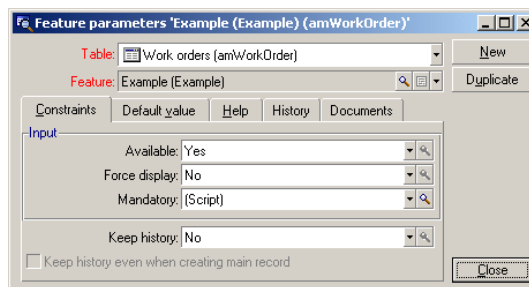 Feature parameters 'Example (Example) (amWorkOrder)'
Table: Work orders (amWorkOrder) New
Feature: Example (Example) Duplicate
Constraints Default value Help History Documents
Input
Available: Yes
Force display: No
Mandatory: (Script)
Keep history: No
Keep history even when creating main record
Close